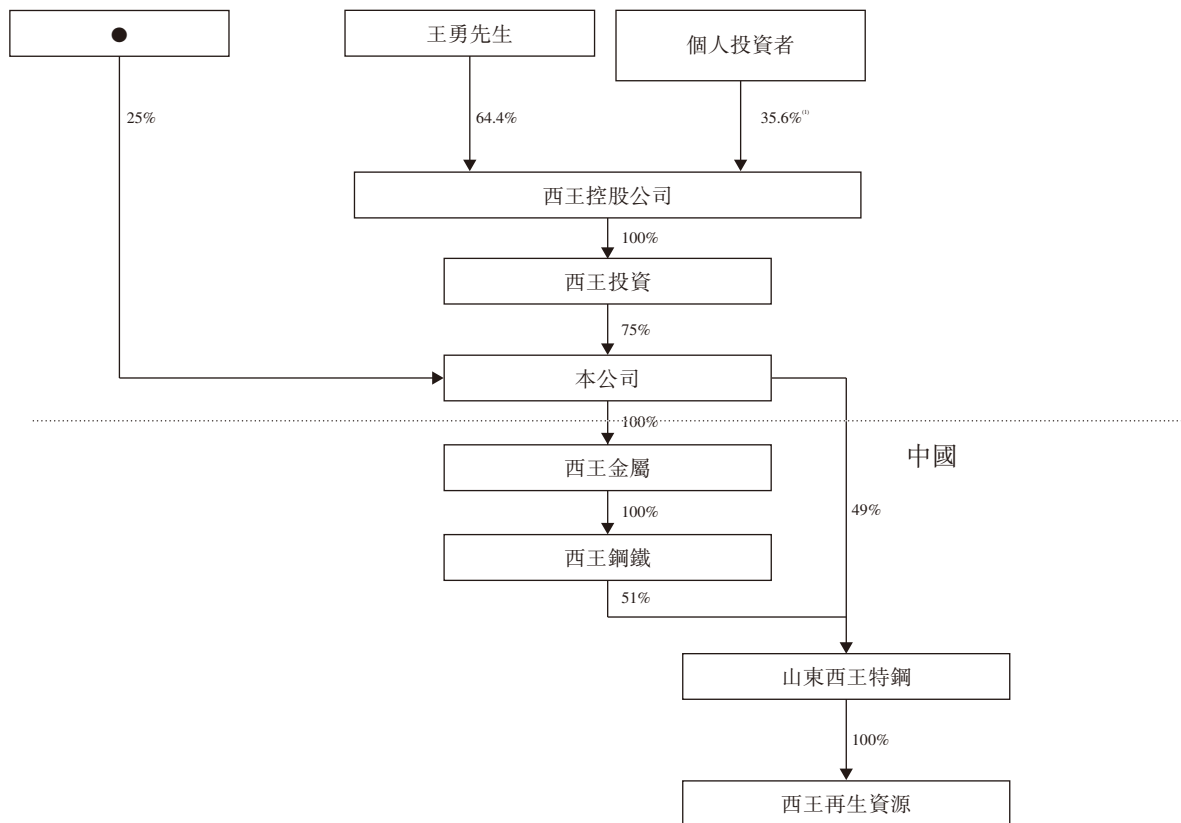 ●
王勇先生
個人投資者
25%
64.4%
35.6%⁽¹⁾
西王控股公司
100%
西王投資
75%
本公司
100%
中國
西王金屬
100%
49%
西王鋼鐵
51%
山東西王特鋼
100%
西王再生資源